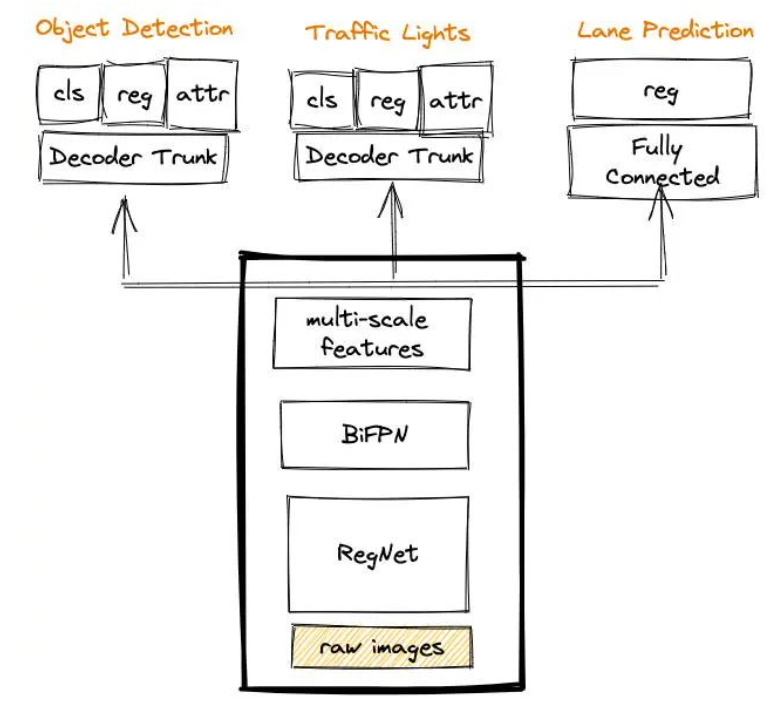 Object Detection
Traffic Lights
Lane Prediction
cls reg attr
cls reg attr
reg
Decoder Trunk
Decoder Trunk
Fully
Connected
multi-scale
features
BiFPN
RegNet
raw images